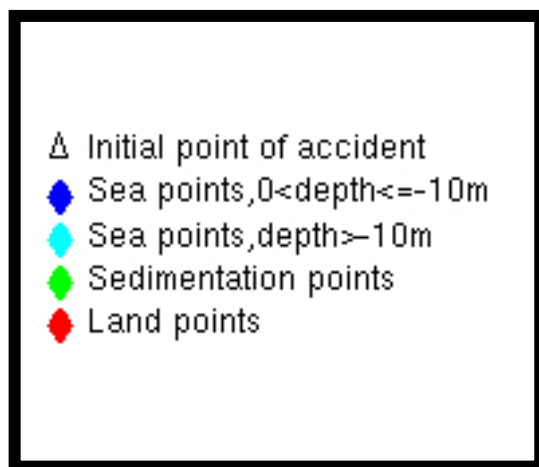 Δ Initial point of accident
Sea points,0<depth<=-10m
Sea points,depth>-10m
Sedimentation points
Land points